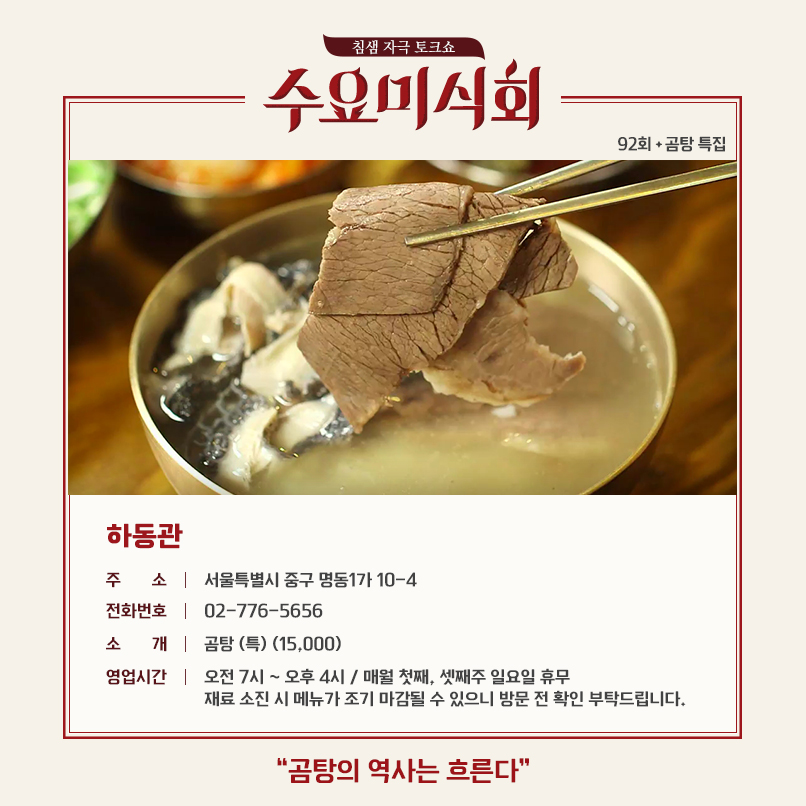 침샘 자극 토크쇼
수요미식회
92회 + 곰탕 특집
하동관
주 소 | 서울특별시 중구 명동1가 10-4
전화번호 | 02-776-5656
소 개 | 곰탕 (특) (15,000)
영업시간 | 오전 7시 ~ 오후 4시 / 매월 첫째, 셋째주 일요일 휴무
재료 소진 시 메뉴가 조기 마감될 수 있으니 방문 전 확인 부탁드립니다.
“곰탕의 역사는 흐른다”